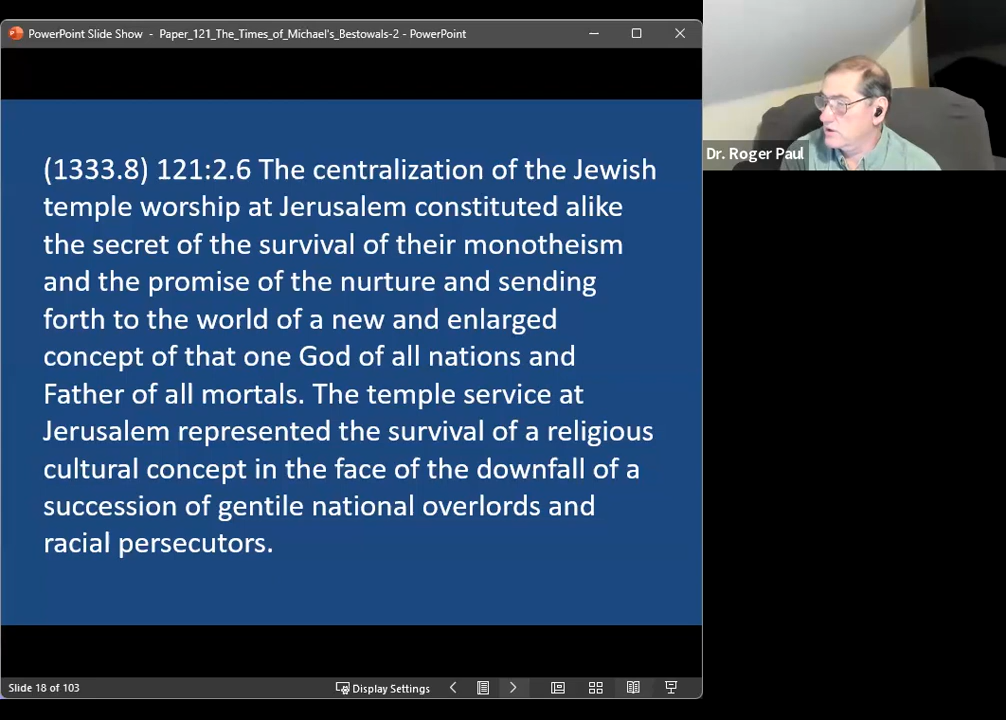 PowerPoint Slide Show - Paper_121_The_Times_of_Michael's_Bestowals-2 - PowerPoint
Dr. Roger Paul
(1333.8) 121:2.6 The centralization of the Jewish
temple worship at Jerusalem constituted alike
the secret of the survival of their monotheism
and the promise of the nurture and sending
forth to the world of a new and enlarged
concept of that one God of all nations and
Father of all mortals. The temple service at
Jerusalem represented the survival of a religious
cultural concept in the face of the downfall of a
succession of gentile national overlords and
racial persecutors.
Slide 18 of 103
Display Settings